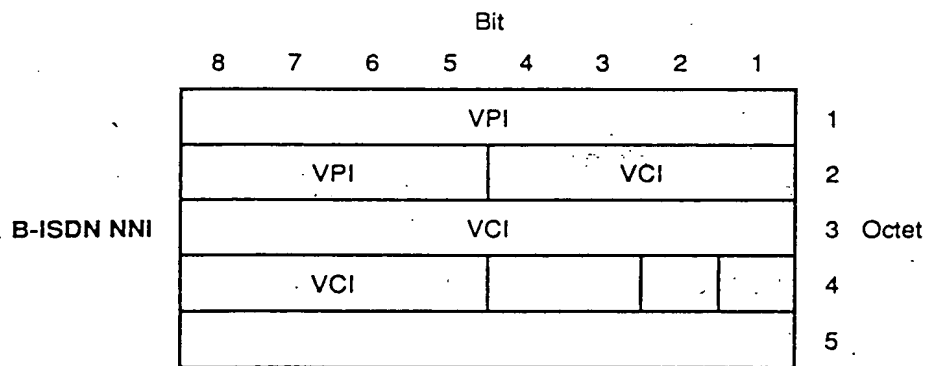 Bit
8 7 6 5 4 3 2 1
VPI 1
VPI VCI 2
B-ISDN NNI VCI 3 Octet
VCI 4
5